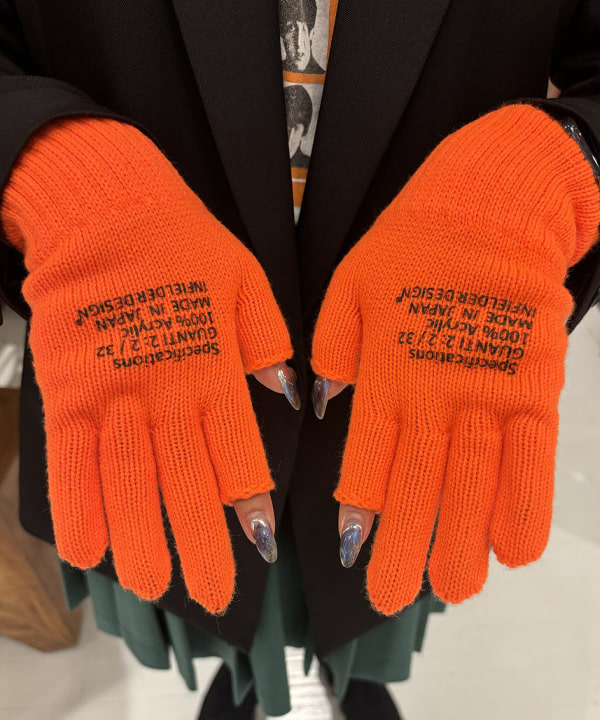 Specifications
GUANTI 2: 2 / 32
100% Acrylic
MADE IN JAPAN
INFIELDER DESIGN®
Specifications
GUANTI 2: 2 / 32
100% Acrylic
MADE IN JAPAN
INFIELDER DESIGN®